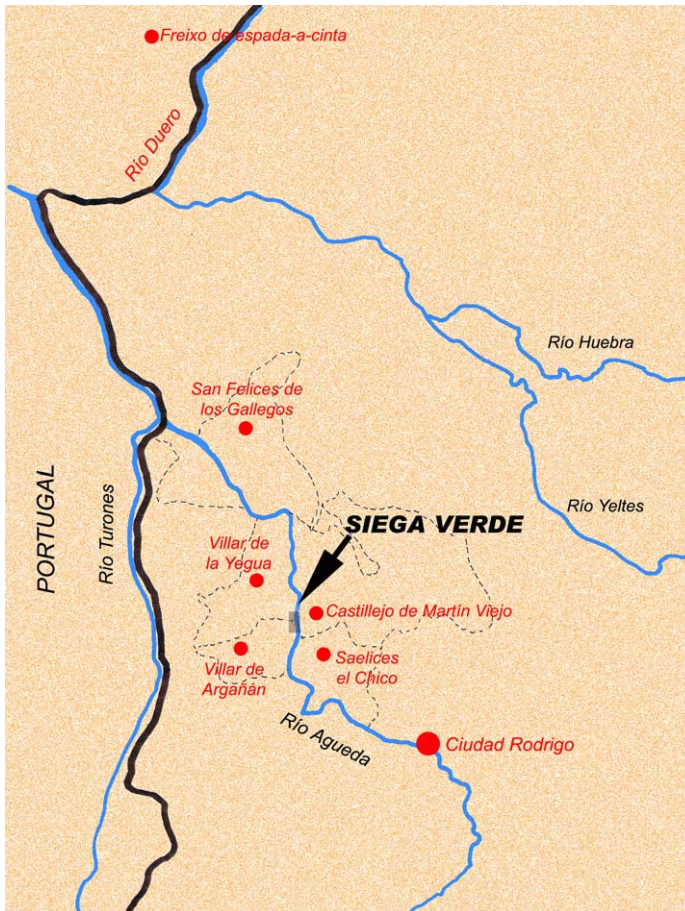 Freixo de espada-a-cinta
Río Duero
Río Huebra
San Felices de
los Gallegos
PORTUGAL
Río Turones
Río Yeltes
SIEGA VERDE
Villar de
la Yegua
Castillejo de Martín Viejo
Villar de
Argañán
Saelices
el Chico
Río Agueda
Ciudad Rodrigo